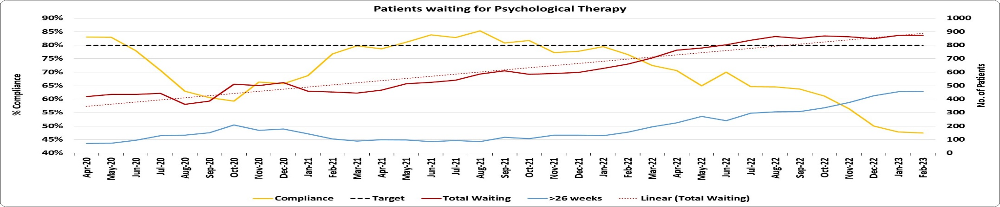 Patients waiting for Psychological Therapy
90%
85%
80%
75%
70%
65%
60%
55%
50%
45%
40%
% Compliance
1000
900
800
700
600
500
400
300
200
100
0
No. of Patients
Apr-20
May-20
Jun-20
Jul-20
Aug-20
Sep-20
Oct-20
Nov-20
Dec-20
Jan-21
Feb-21
Mar-21
Apr-21
May-21
Jun-21
Jul-21
Aug-21
Sep-21
Oct-21
Nov-21
Dec-21
Jan-22
Feb-22
Mar-22
Apr-22
May-22
Jun-22
Jul-22
Aug-22
Sep-22
Oct-22
Nov-22
Dec-22
Jan-23
Feb-23
Compliance Target Total Waiting >26 weeks Linear (Total Waiting)